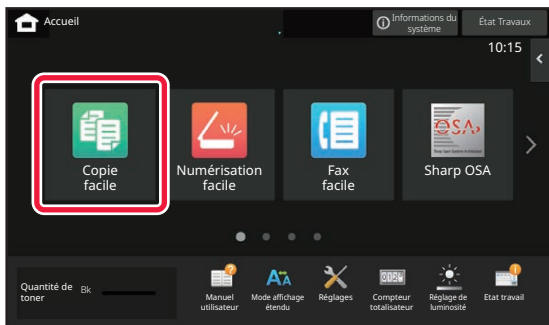 Accueil
Informations du
système
État Travaux
10:15
Copie
facile
Numérisation
facile
Fax
facile
OSA
Sharp OSA
Quantité de
toner
Bk
Manuel
utilisateur
Mode affichage
étendu
Réglages
Compteur
totalisateur
Réglage de
luminosité
Etat travail